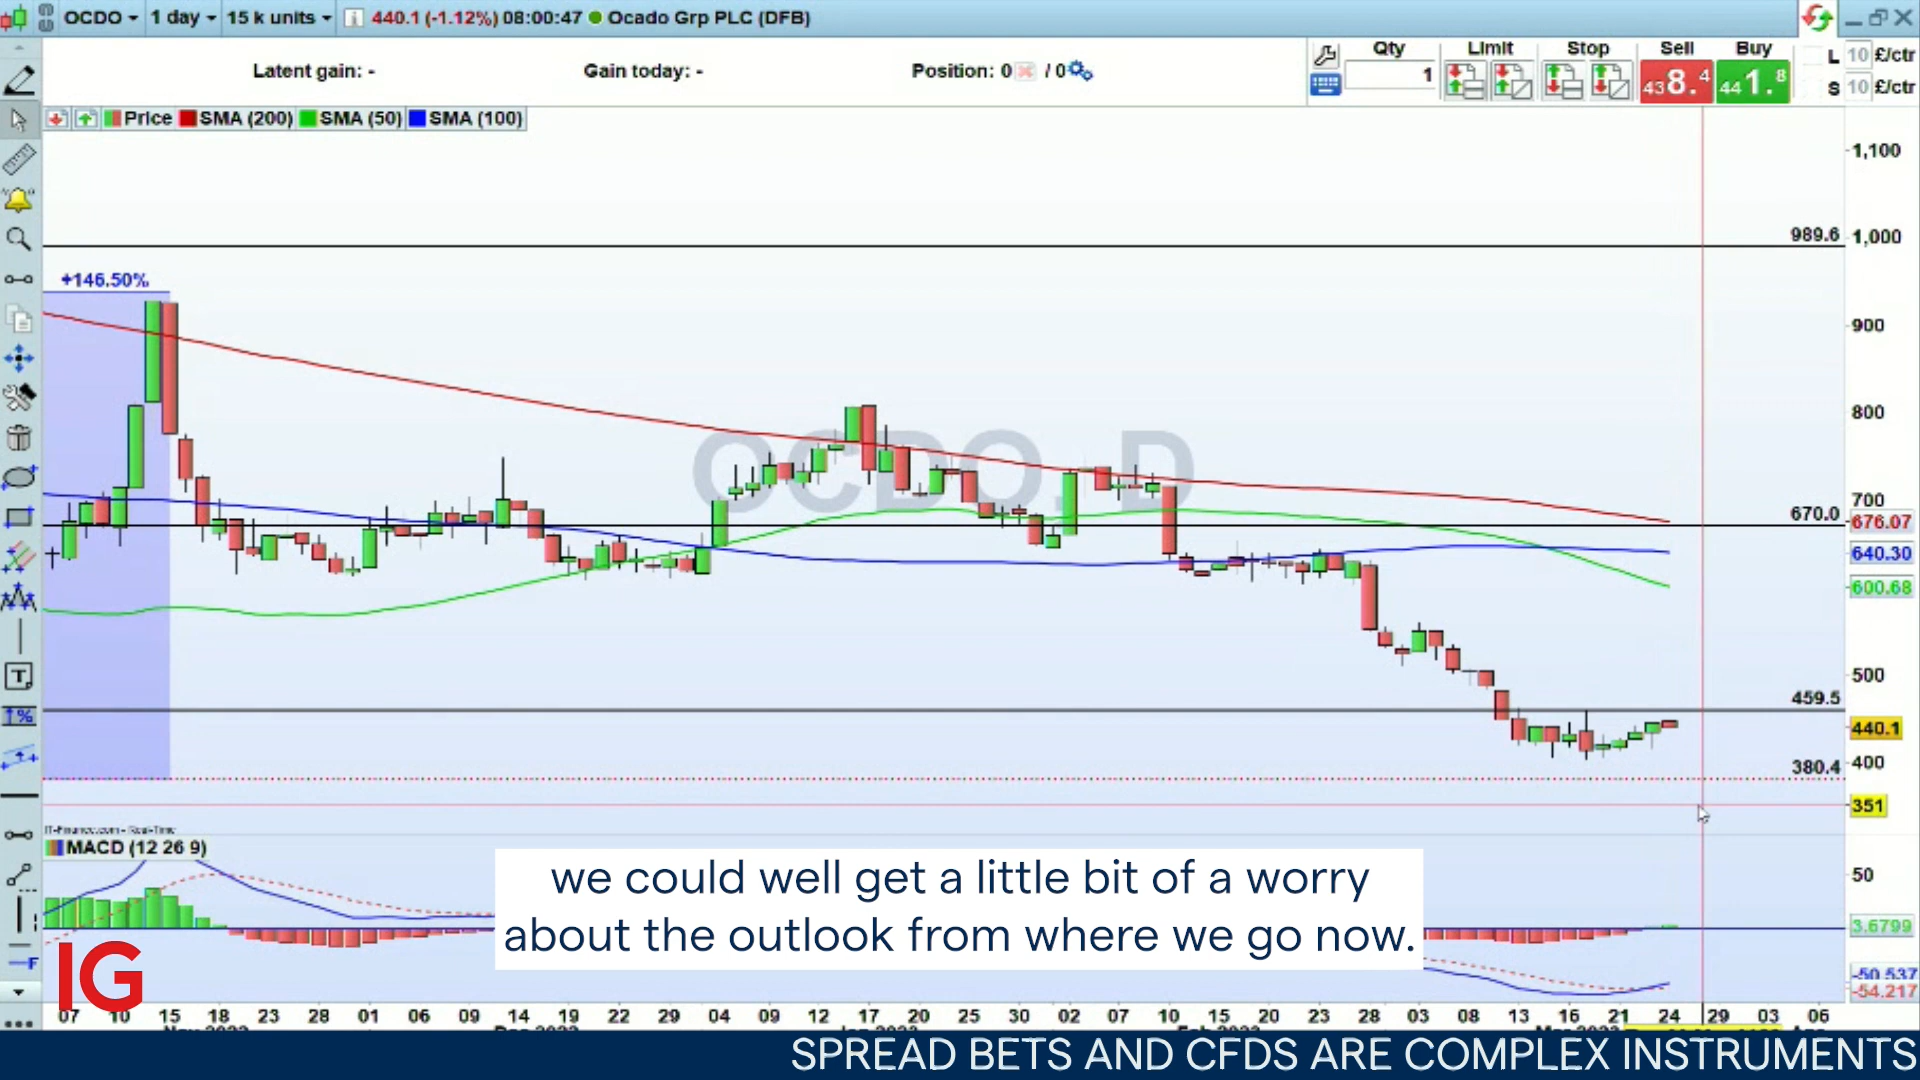 OCDO 1 day 15 k units 440.1 (-1.12%) 08:00:47 Ocado Grp PLC (DFB)
Latent gain: - Gain today: - Position: 0 / 0
Qty Limit Stop Sell Buy
1 438.4 441.8
L 10 £/ctr
S 10 £/ctr
Price SMA (200) SMA (50) SMA (100)
OCDO, D
+146.50%
1,100
989.6
1,000
900
800
700
670.0
676.07
640.30
600.68
500
459.5
440.1
400
380.4
351
IT-Finance.com - Real-Time
MACD (12 26 9)
50
3.6799
-50.537
-54.217
we could well get a little bit of a worry
about the outlook from where we go now.
IG
07 10 15 18 23 28 01 06 09 14 19 22 29 04 09 12 17 20 25 30 02 07 10 15 20 23 28 03 08 13 16 21 24 29 03 06
SPREAD BETS AND CFDS ARE COMPLEX INSTRUMENTS